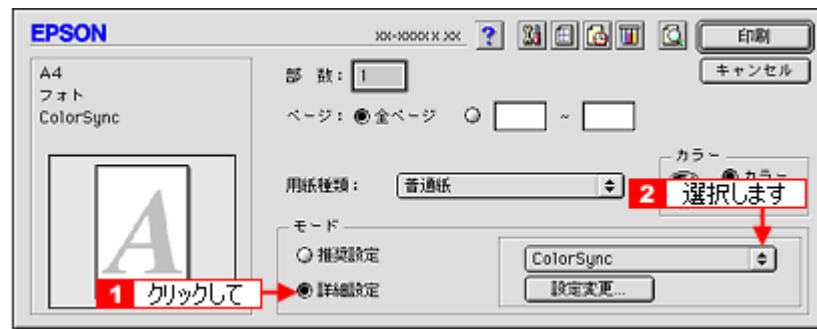 EPSON
XX-XXXX X.XX
?
印刷
A4
フォト
ColorSync
部 数: 1
キャンセル
ページ: 全ページ ~
カラー
カラー
用紙種類: 普通紙
2 選択します
モード
推奨設定
ColorSync
1 クリックして
詳細設定
設定変更...
A